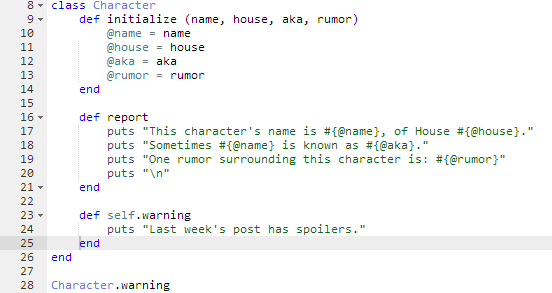 8 class Character
9 def initialize (name, house, aka, rumor)
10 @name = name
11 @house = house
12 @aka = aka
13 @rumor = rumor
14 end
15
16 def report
17 puts "This character's name is #{@name}, of House #{@house}."
18 puts "Sometimes #{@name} is known as #{@aka}."
19 puts "One rumor surrounding this character is: #{@rumor}"
20 puts "\n"
21 end
22
23 def self.warning
24 puts "Last week's post has spoilers."
25 end
26 end
27
28 Character.warning